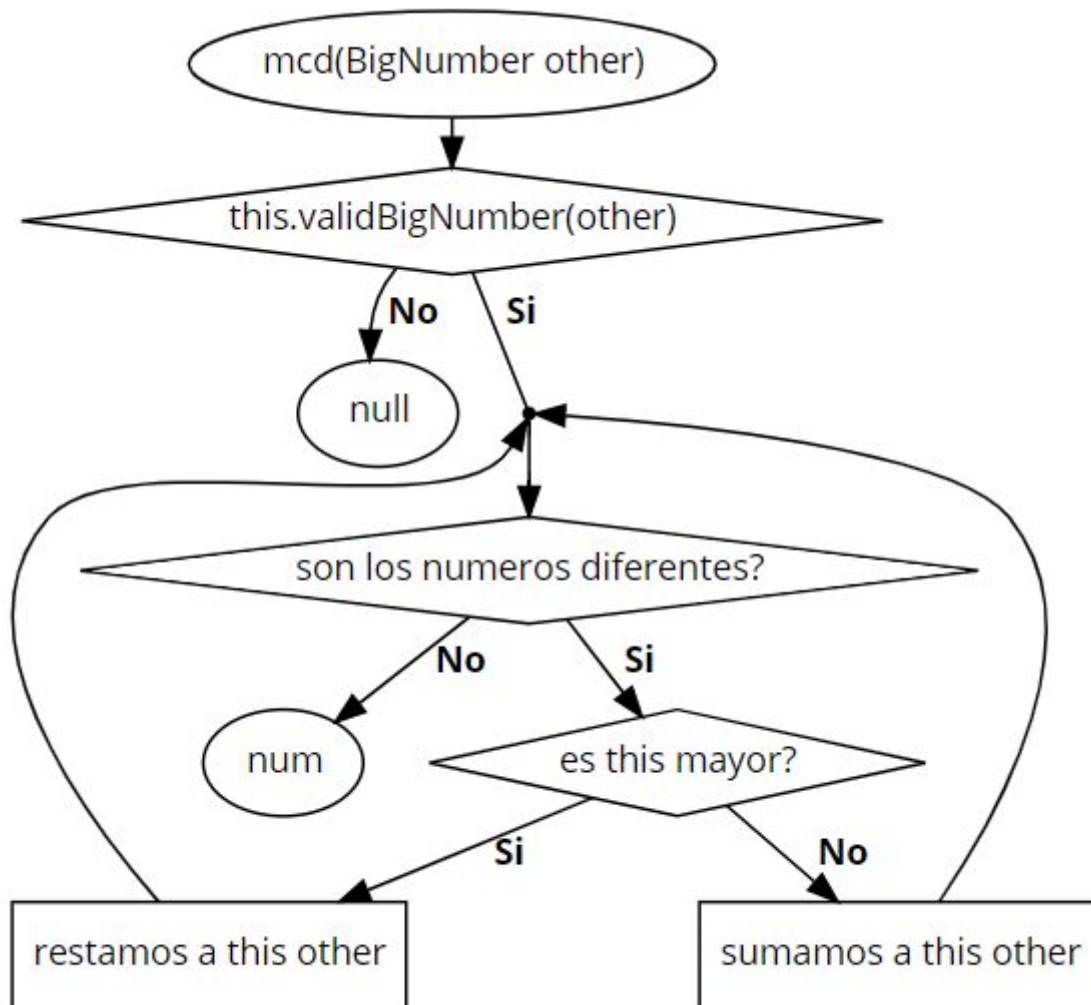 mcd(BigNumber other)
this.validBigNumber(other)
No
Si
null
son los numeros diferentes?
No
Si
num
es this mayor?
Si
No
restamos a this other
sumamos a this other